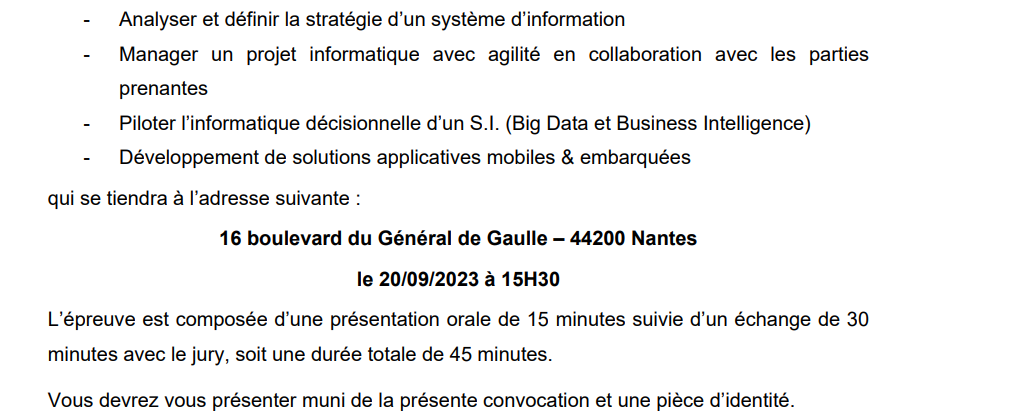 - Analyser et définir la stratégie d’un système d’information
- Manager un projet informatique avec agilité en collaboration avec les parties
prenantes
- Piloter l’informatique décisionnelle d’un S.I. (Big Data et Business Intelligence)
- Développement de solutions applicatives mobiles & embarquées
qui se tiendra à l’adresse suivante :
16 boulevard du Général de Gaulle – 44200 Nantes
le 20/09/2023 à 15H30
L’épreuve est composée d’une présentation orale de 15 minutes suivie d’un échange de 30
minutes avec le jury, soit une durée totale de 45 minutes.
Vous devrez vous présenter muni de la présente convocation et une pièce d’identité.